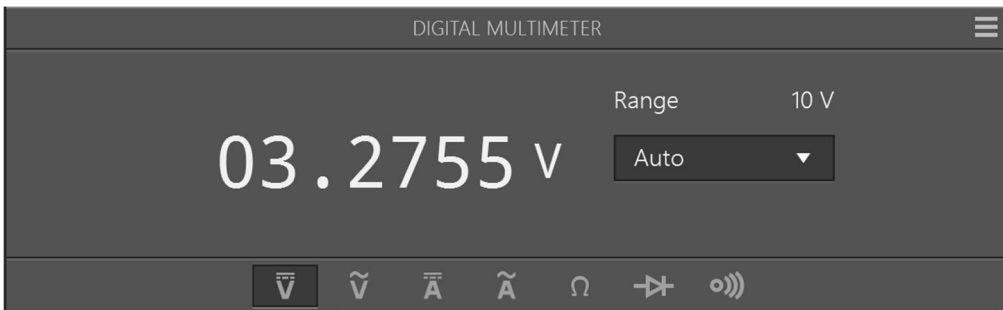 DIGITAL MULTIMETER
Range 10 V
03.2755 V
Auto
V V A A Ω